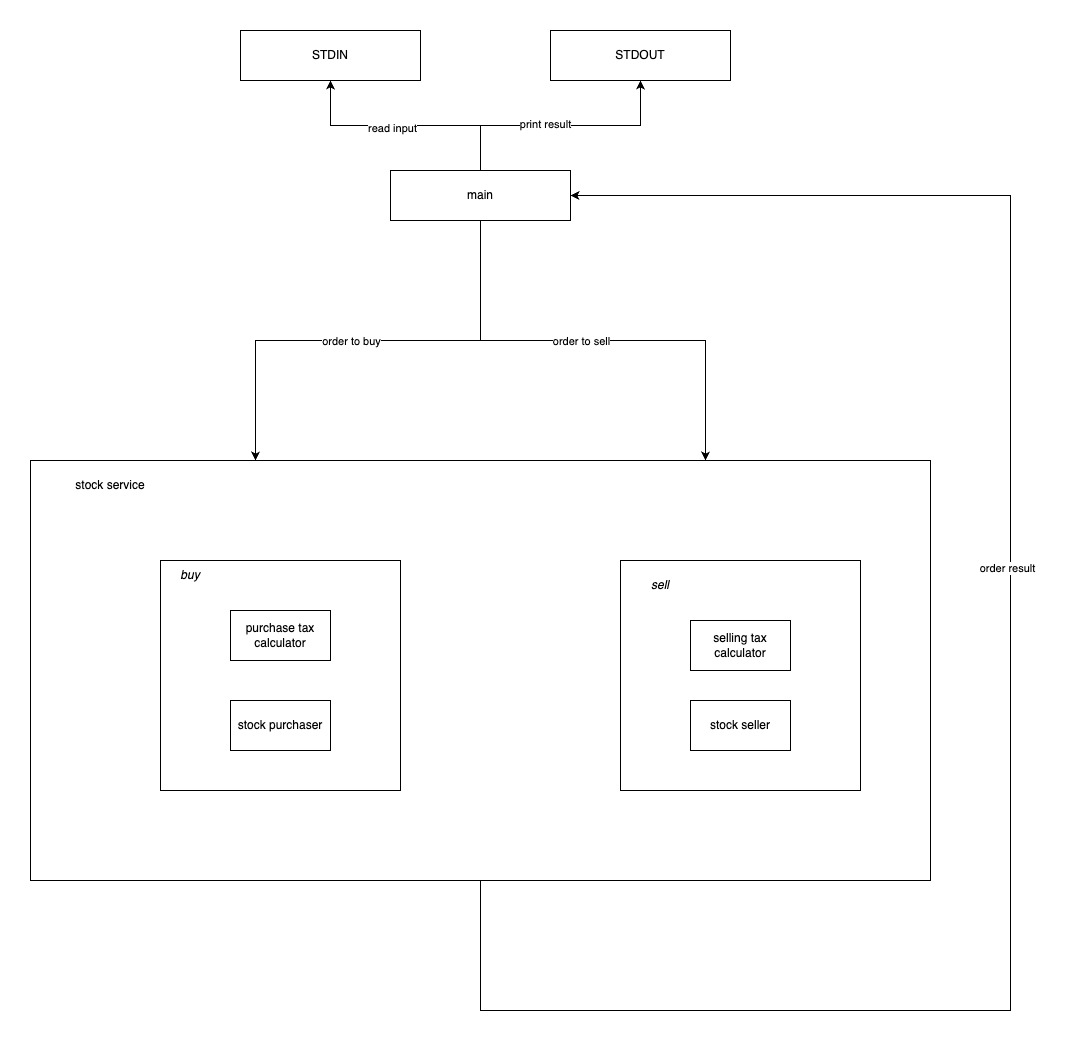 STDIN
STDOUT
read input
print result
main
order to buy
order to sell
stock service
order result
buy
sell
purchase tax
calculator
selling tax
calculator
stock purchaser
stock seller